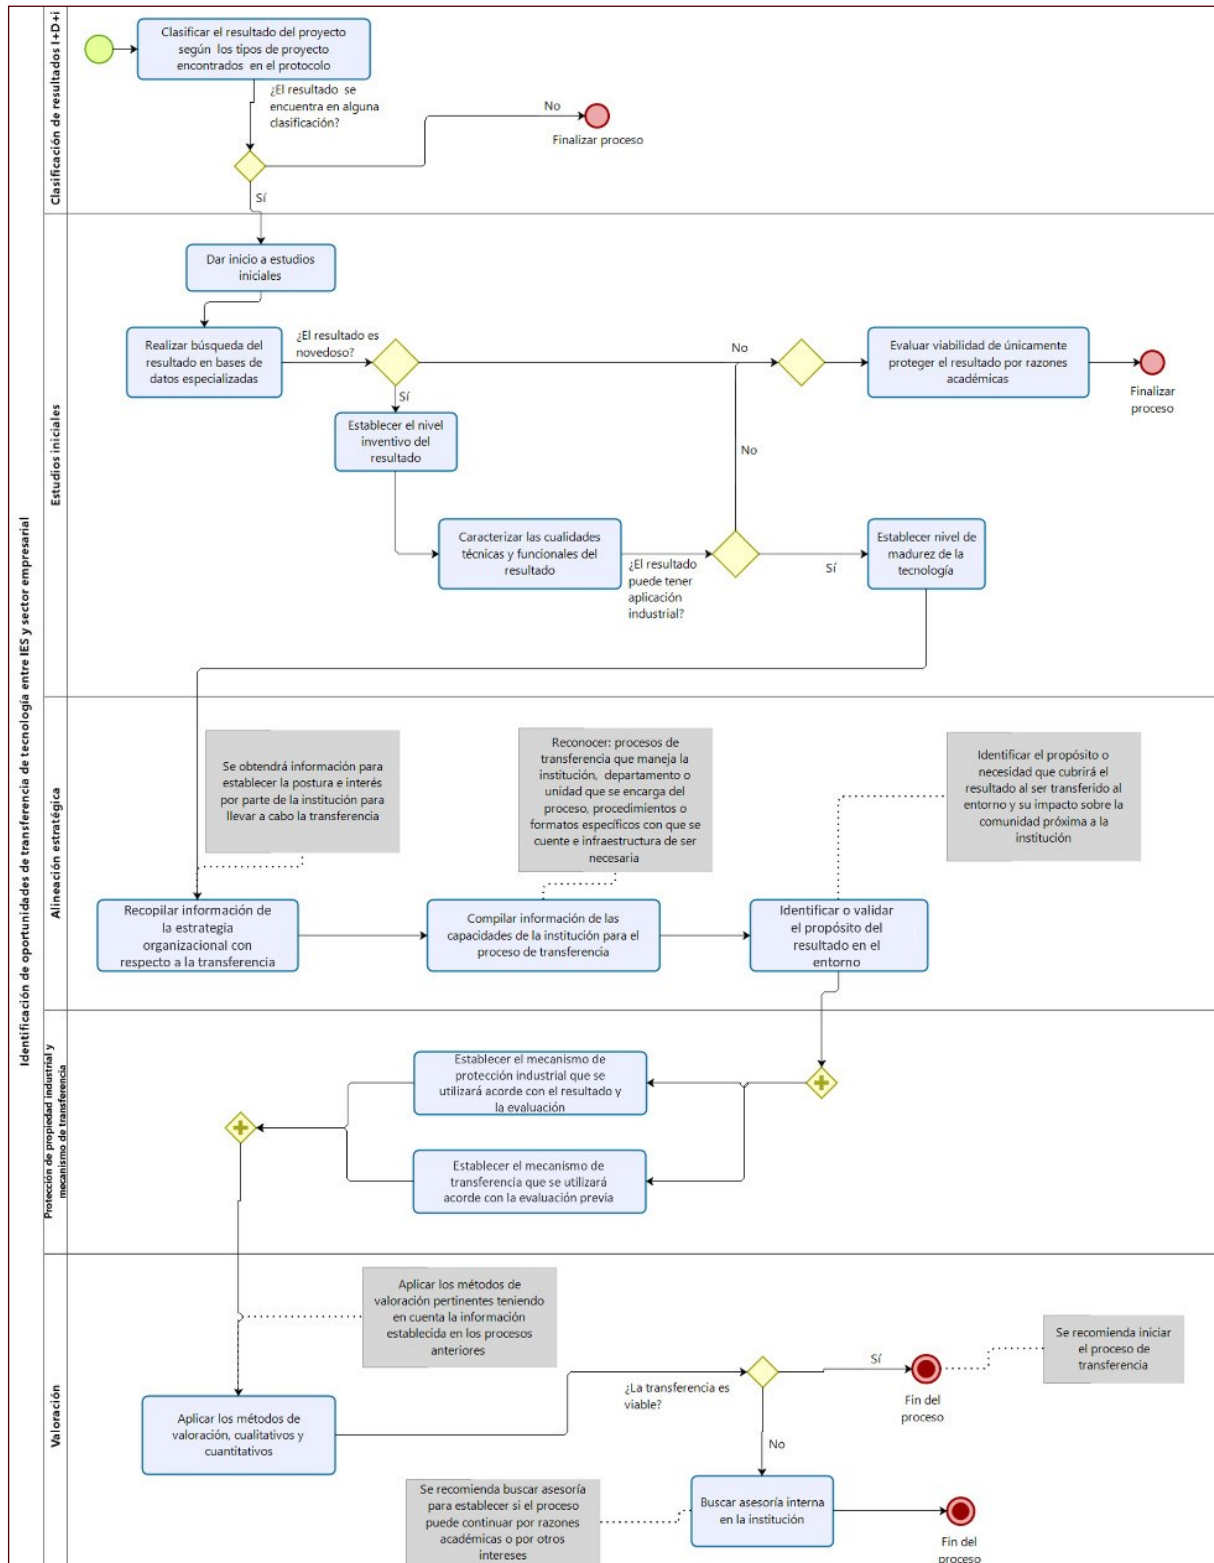 Identificación de oportunidades de transferencia de tecnología entre IES y sector empresarial
Clasificación de resultados I+D+i
Clasificar el resultado del proyecto
según los tipos de proyecto
encontrados en el protocolo
¿El resultado se
encuentra en alguna
clasificación?
No
Finalizar proceso
Sí
Estudios iniciales
Dar inicio a estudios
iniciales
Realizar búsqueda del
resultado en bases de
datos especializadas
¿El resultado es
novedoso?
No
Evaluar viabilidad de únicamente
proteger el resultado por razones
académicas
Finalizar
proceso
Sí
Establecer el nivel
inventivo del
resultado
No
Caracterizar las cualidades
técnicas y funcionales del
resultado
¿El resultado
puede tener
aplicación
industrial?
Sí
Establecer nivel de
madurez de la
tecnología
Alineación estratégica
Se obtendrá información para
establecer la postura e interés
por parte de la institución para
llevar a cabo la transferencia
Reconocer: procesos de
transferencia que maneja la
institución, departamento o
unidad que se encarga del
proceso, procedimientos o
formatos específicos con que se
cuente e infraestructura de ser
necesaria
Identificar el propósito o
necesidad que cubrirá el
resultado al ser transferido al
entorno y su impacto sobre la
comunidad próxima a la
institución
Recopilar información de
la estrategia
organizacional con
respecto a la transferencia
Compilar información de las
capacidades de la institución para el
proceso de transferencia
Identificar o validar
el propósito del
resultado en el
entorno
Protección de propiedad industrial y
mecanismo de transferencia
Establecer el mecanismo de
protección industrial que se
utilizará acorde con el resultado y
la evaluación
Establecer el mecanismo de
transferencia que se utilizará
acorde con la evaluación previa
Valoración
Aplicar los métodos de
valoración pertinentes teniendo
en cuenta la información
establecida en los procesos
anteriores
Aplicar los métodos de
valoración, cualitativos y
cuantitativos
¿La transferencia es
viable?
Sí
Fin del
proceso
Se recomienda iniciar
el proceso de
transferencia
No
Se recomienda buscar asesoría
para establecer si el proceso
puede continuar por razones
académicas o por otros
intereses
Buscar asesoría interna
en la institución
Fin del
proceso